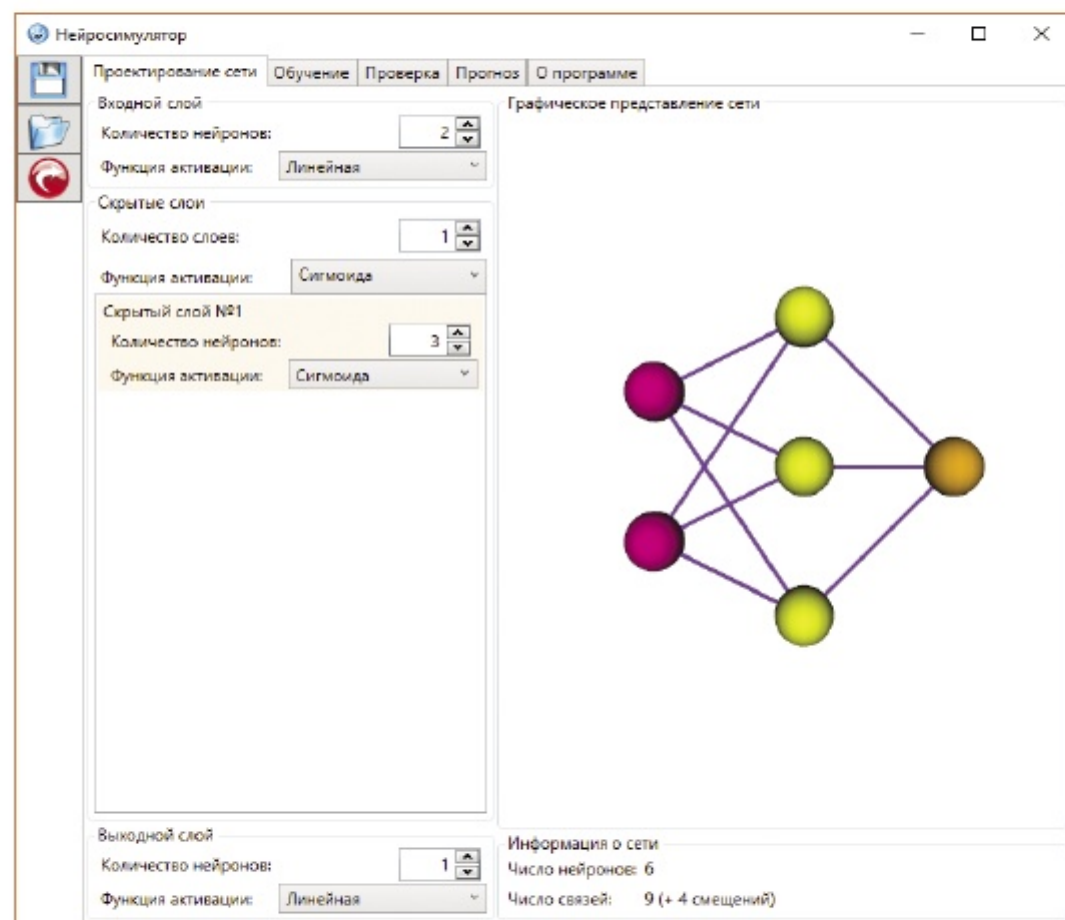 Нейросимулятор
Проектирование сети Обучение Проверка Прогноз О программе
Входной слой
Количество нейронов: 2
Функция активации: Линейная
Скрытые слои
Количество слоев: 1
Функция активации: Сигмоида
Скрытый слой №1
Количество нейронов: 3
Функция активации: Сигмоида
Выходной слой
Количество нейронов: 1
Функция активации: Линейная
Графическое представление сети
Информация о сети
Число нейронов: 6
Число связей: 9 (+ 4 смещений)